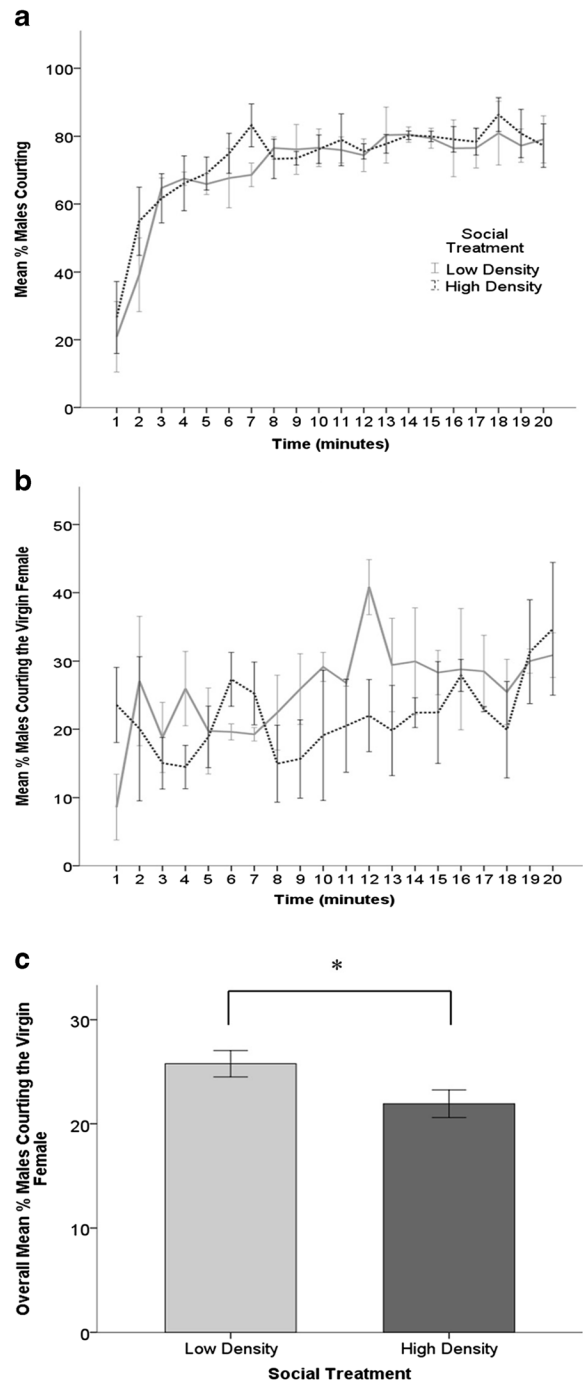 a
Mean % Males Counting
100
80
60
40
20
0
Social
Treatment
Low Density
High Density
1 2 3 4 5 6 7 8 9 10 11 12 13 14 15 16 17 18 19 20
Time (minutes)
b
Mean % Males Counting the Virgin Female
50
40
30
20
10
0
1 2 3 4 5 6 7 8 9 10 11 12 13 14 15 16 17 18 19 20
Time (minutes)
c
Overall Mean % Males Counting the Virgin
Female
*
30
20
10
0
Low Density High Density
Social Treatment